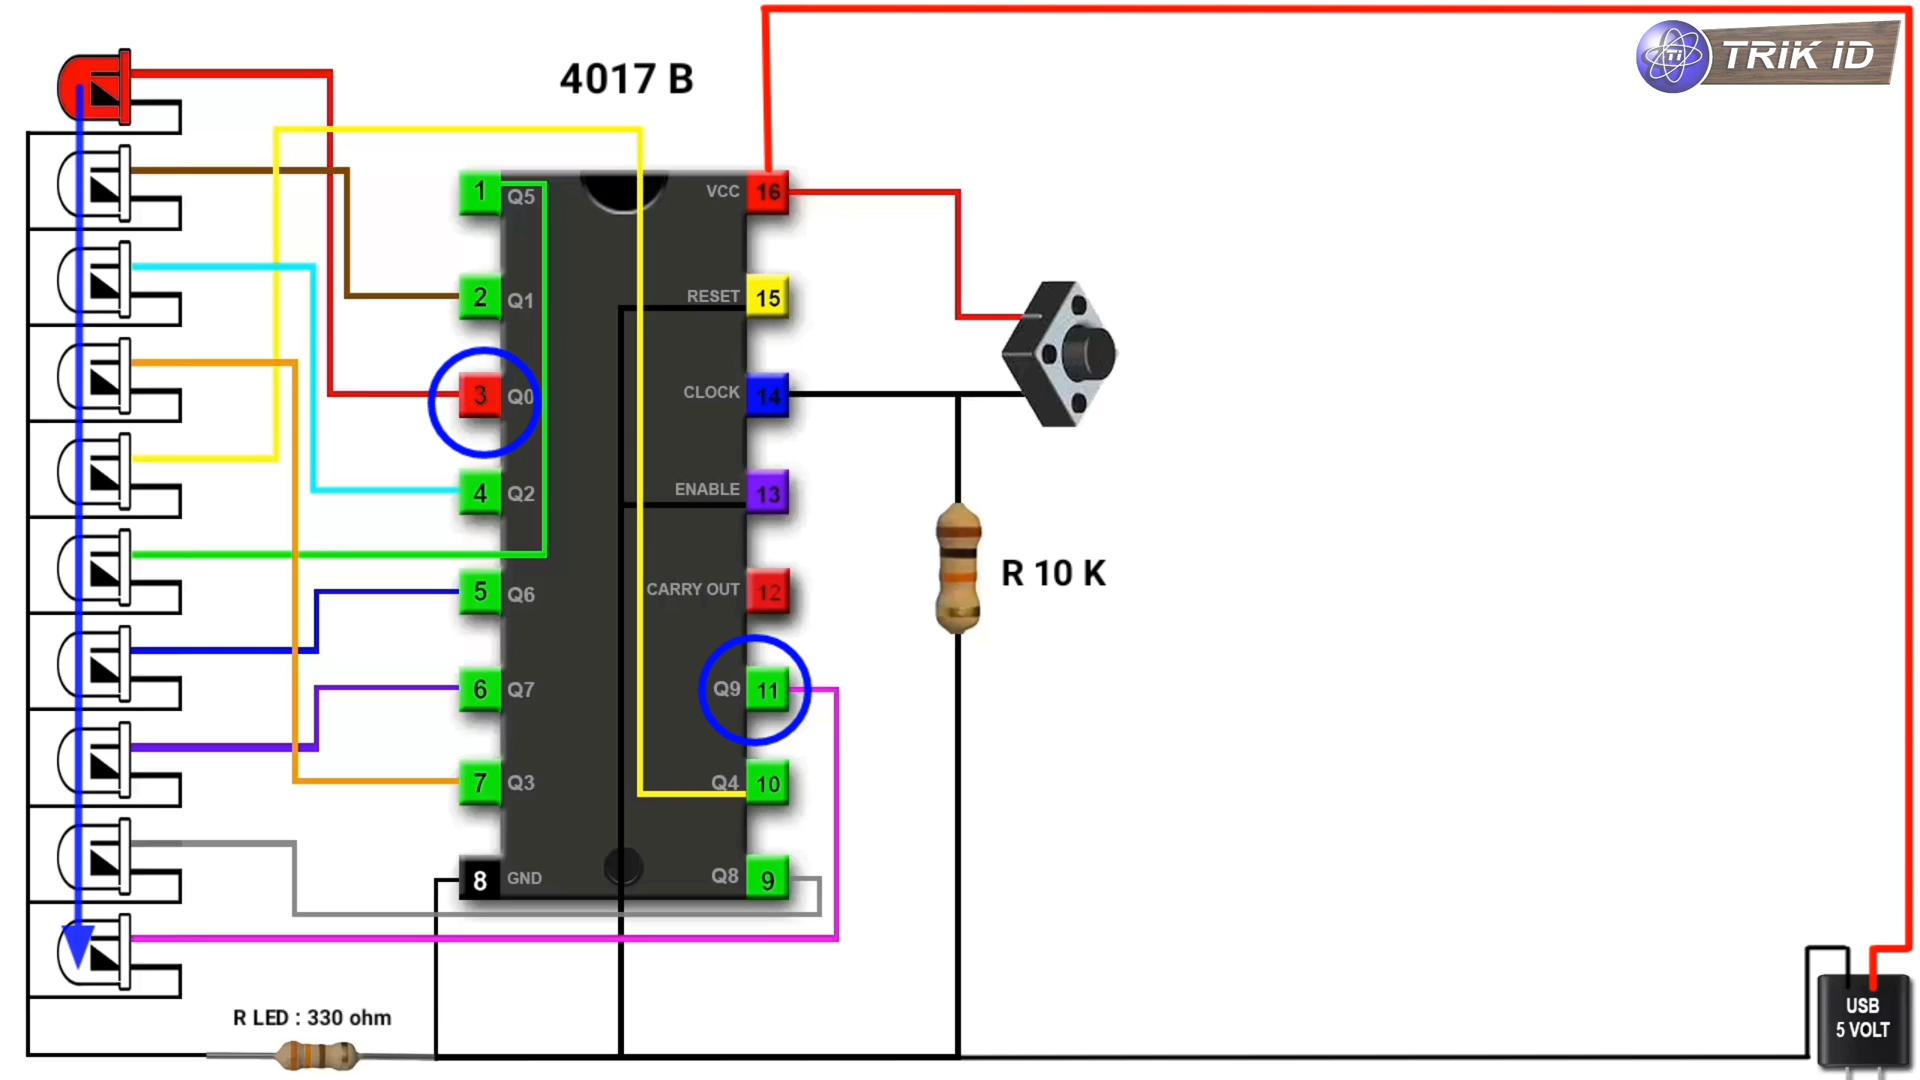 TRIK iD
Ti
4017 B
1 Q5
VCC 16
2 Q1
RESET 15
3 Q0
CLOCK 14
4 Q2
ENABLE 13
R 10 K
5 Q6
CARRY OUT 12
6 Q7
Q9 11
7 Q3
Q4 10
8 GND
Q8 9
R LED : 330 ohm
USB
5 VOLT